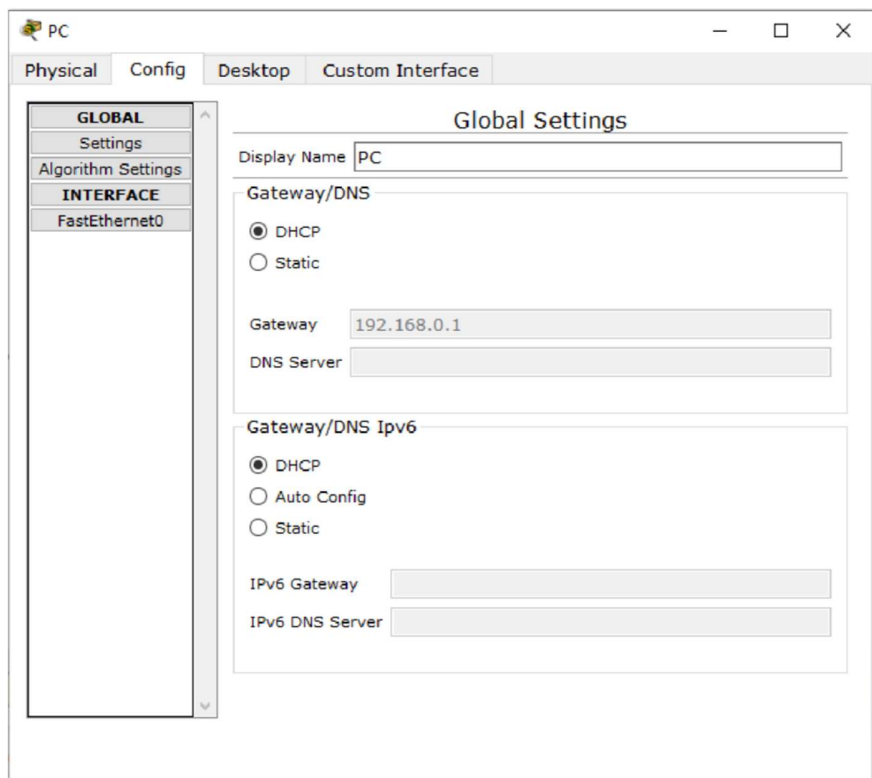 PC
Physical Config Desktop Custom Interface
GLOBAL
Settings
Algorithm Settings
INTERFACE
FastEthernet0
Global Settings
Display Name PC
Gateway/DNS
DHCP
Static
Gateway 192.168.0.1
DNS Server
Gateway/DNS Ipv6
DHCP
Auto Config
Static
IPv6 Gateway
IPv6 DNS Server